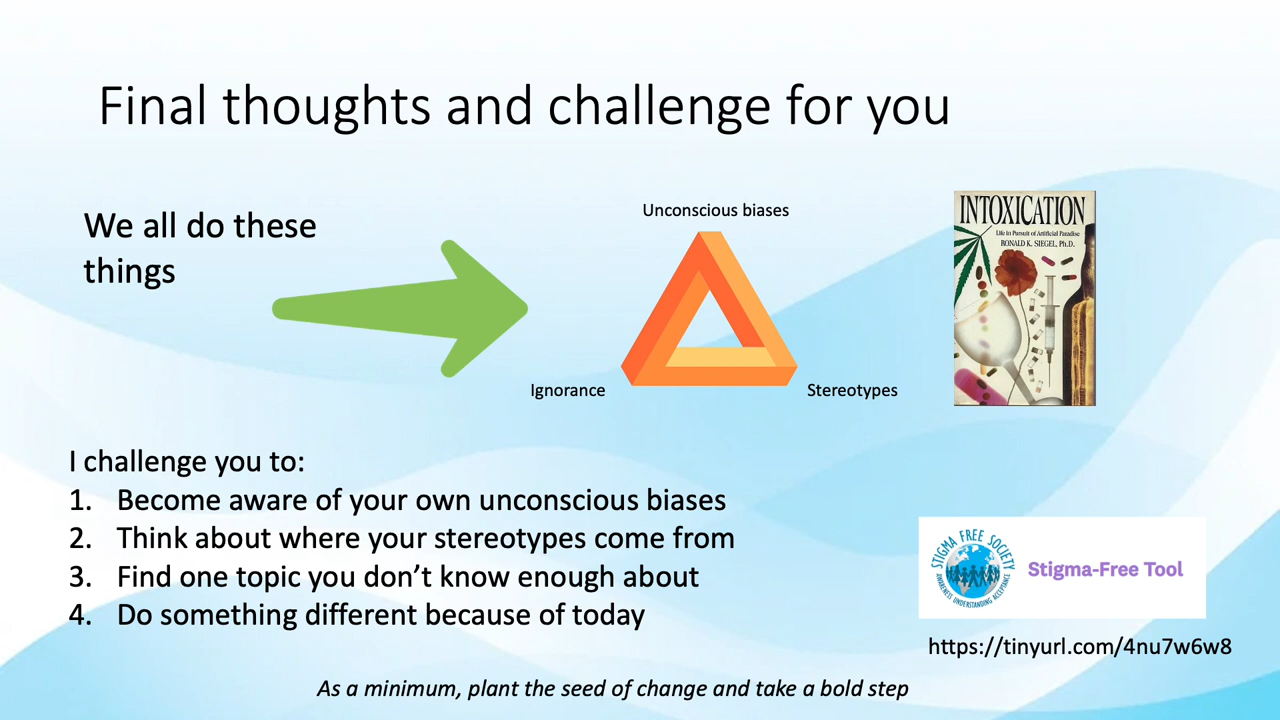 Final thoughts and challenge for you
We all do these
things
Unconscious biases
Ignorance
Stereotypes
INTOXICATION
Life in Pursuit of Artificial Paradise
RONALD K. SIEGEL, Ph.D.
I challenge you to:
1. Become aware of your own unconscious biases
2. Think about where your stereotypes come from
3. Find one topic you don’t know enough about
4. Do something different because of today
STIGMA FREE SOCIETY
AWARENESS UNDERSTANDING ACCEPTANCE
Stigma-Free Tool
https://tinyurl.com/4nu7w6w8
As a minimum, plant the seed of change and take a bold step